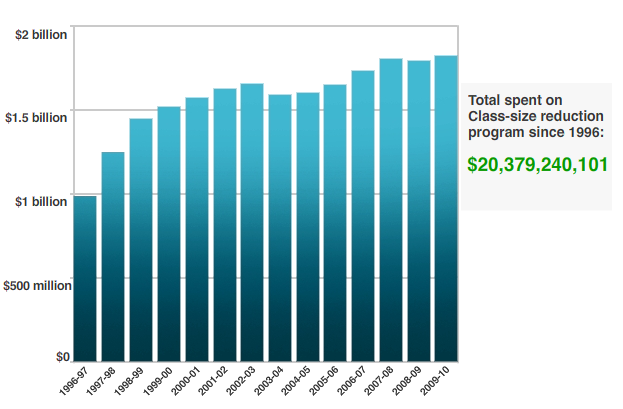 $2 billion
$1.5 billion
$1 billion
$500 million
$0
1996-97
1997-98
1998-99
1999-00
2000-01
2001-02
2002-03
2003-04
2004-05
2005-06
2006-07
2007-08
2008-09
2009-10
Total spent on
Class-size reduction
program since 1996:
$20,379,240,101